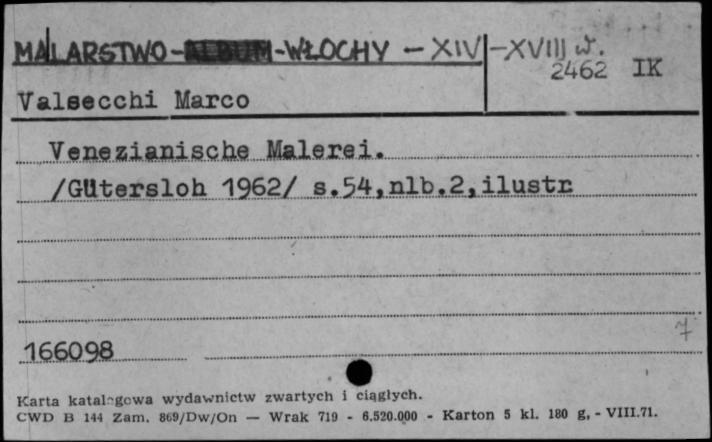 MALARSTWO-ALBUM-WŁOCHY - XIV - XVIII w.
2462 IK
Valsecchi Marco
Venezianische Malerei.
/Gütersloh 1962/ s.54,nlb.2,ilustr
7
166098
Karta katalogowa wydawnictw zwartych i ciągłych.
CWD B 144 Zam. 869/Dw/On — Wrak 719 - 6.520.000 - Karton 5 kl. 180 g, - VIII.71.